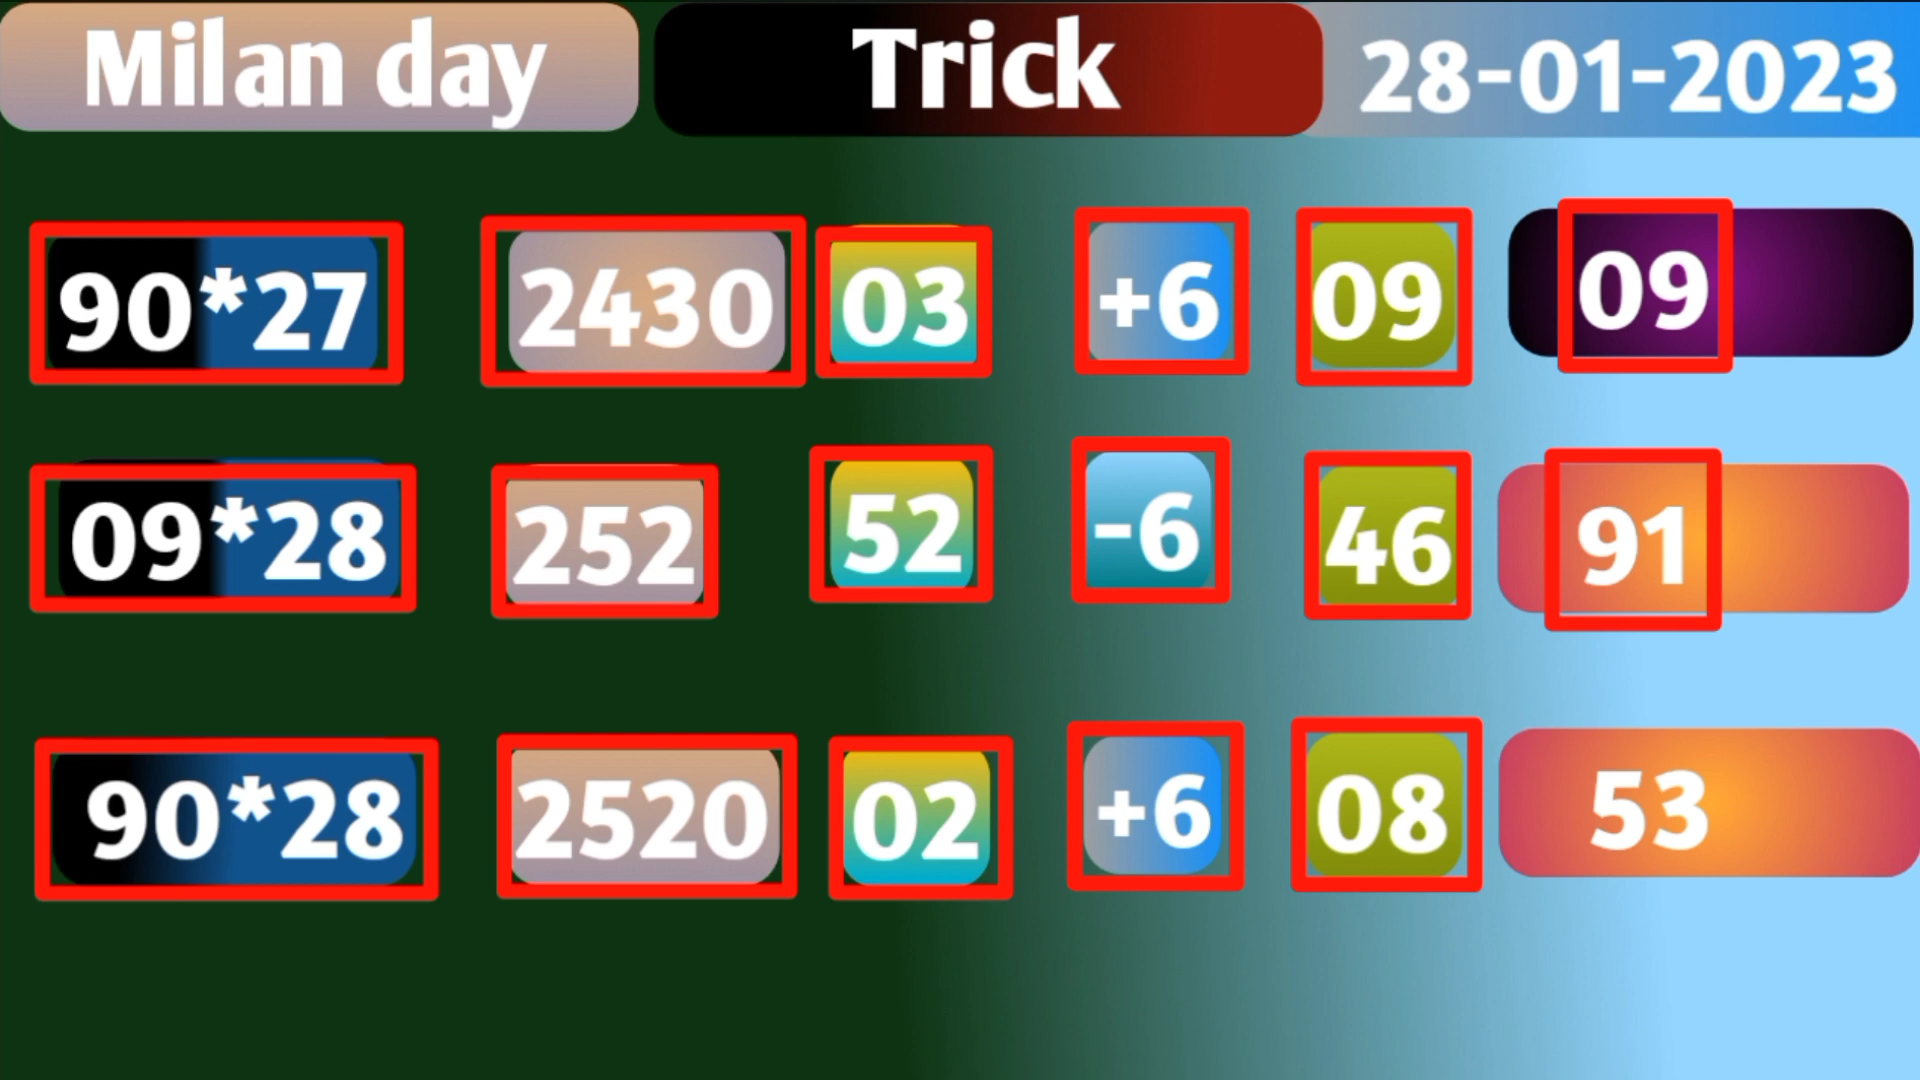 Milan day Trick 28-01-2023
90*27 2430 03 +6 09 09
09*28 252 52 -6 46 91
90*28 2520 02 +6 08 53